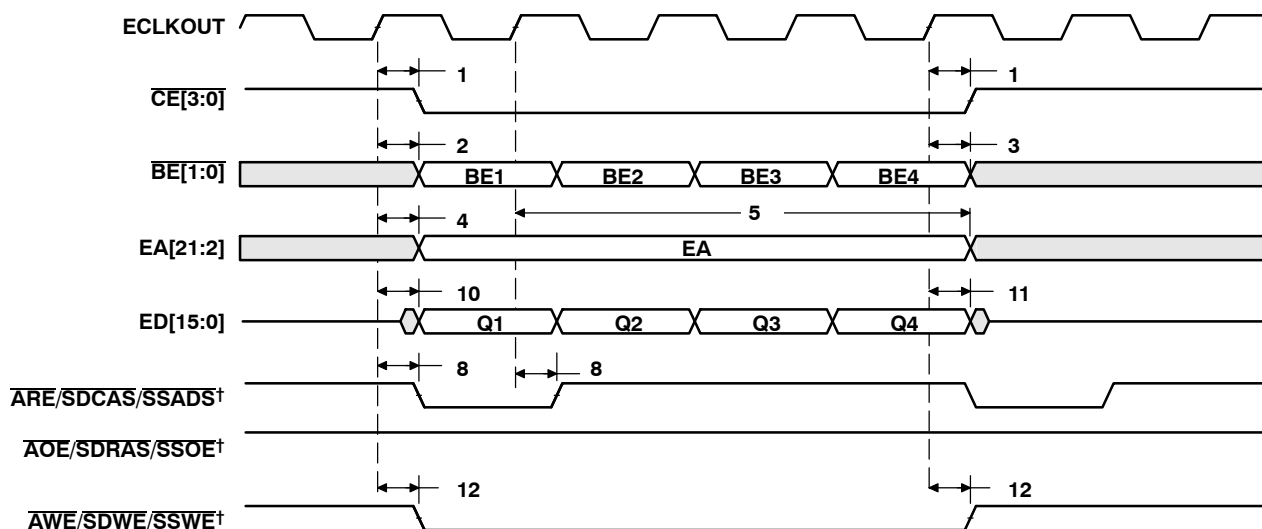 ECLKOUT
1 1
CE[3:0]
2 3
BE[1:0] BE1 BE2 BE3 BE4
4 5
EA[21:2] EA
10 11
ED[15:0] Q1 Q2 Q3 Q4
8 8
ARE/SDCAS/SSADS†
AOE/SDRAS/SSOE†
12 12
AWE/SDWE/SSWE†